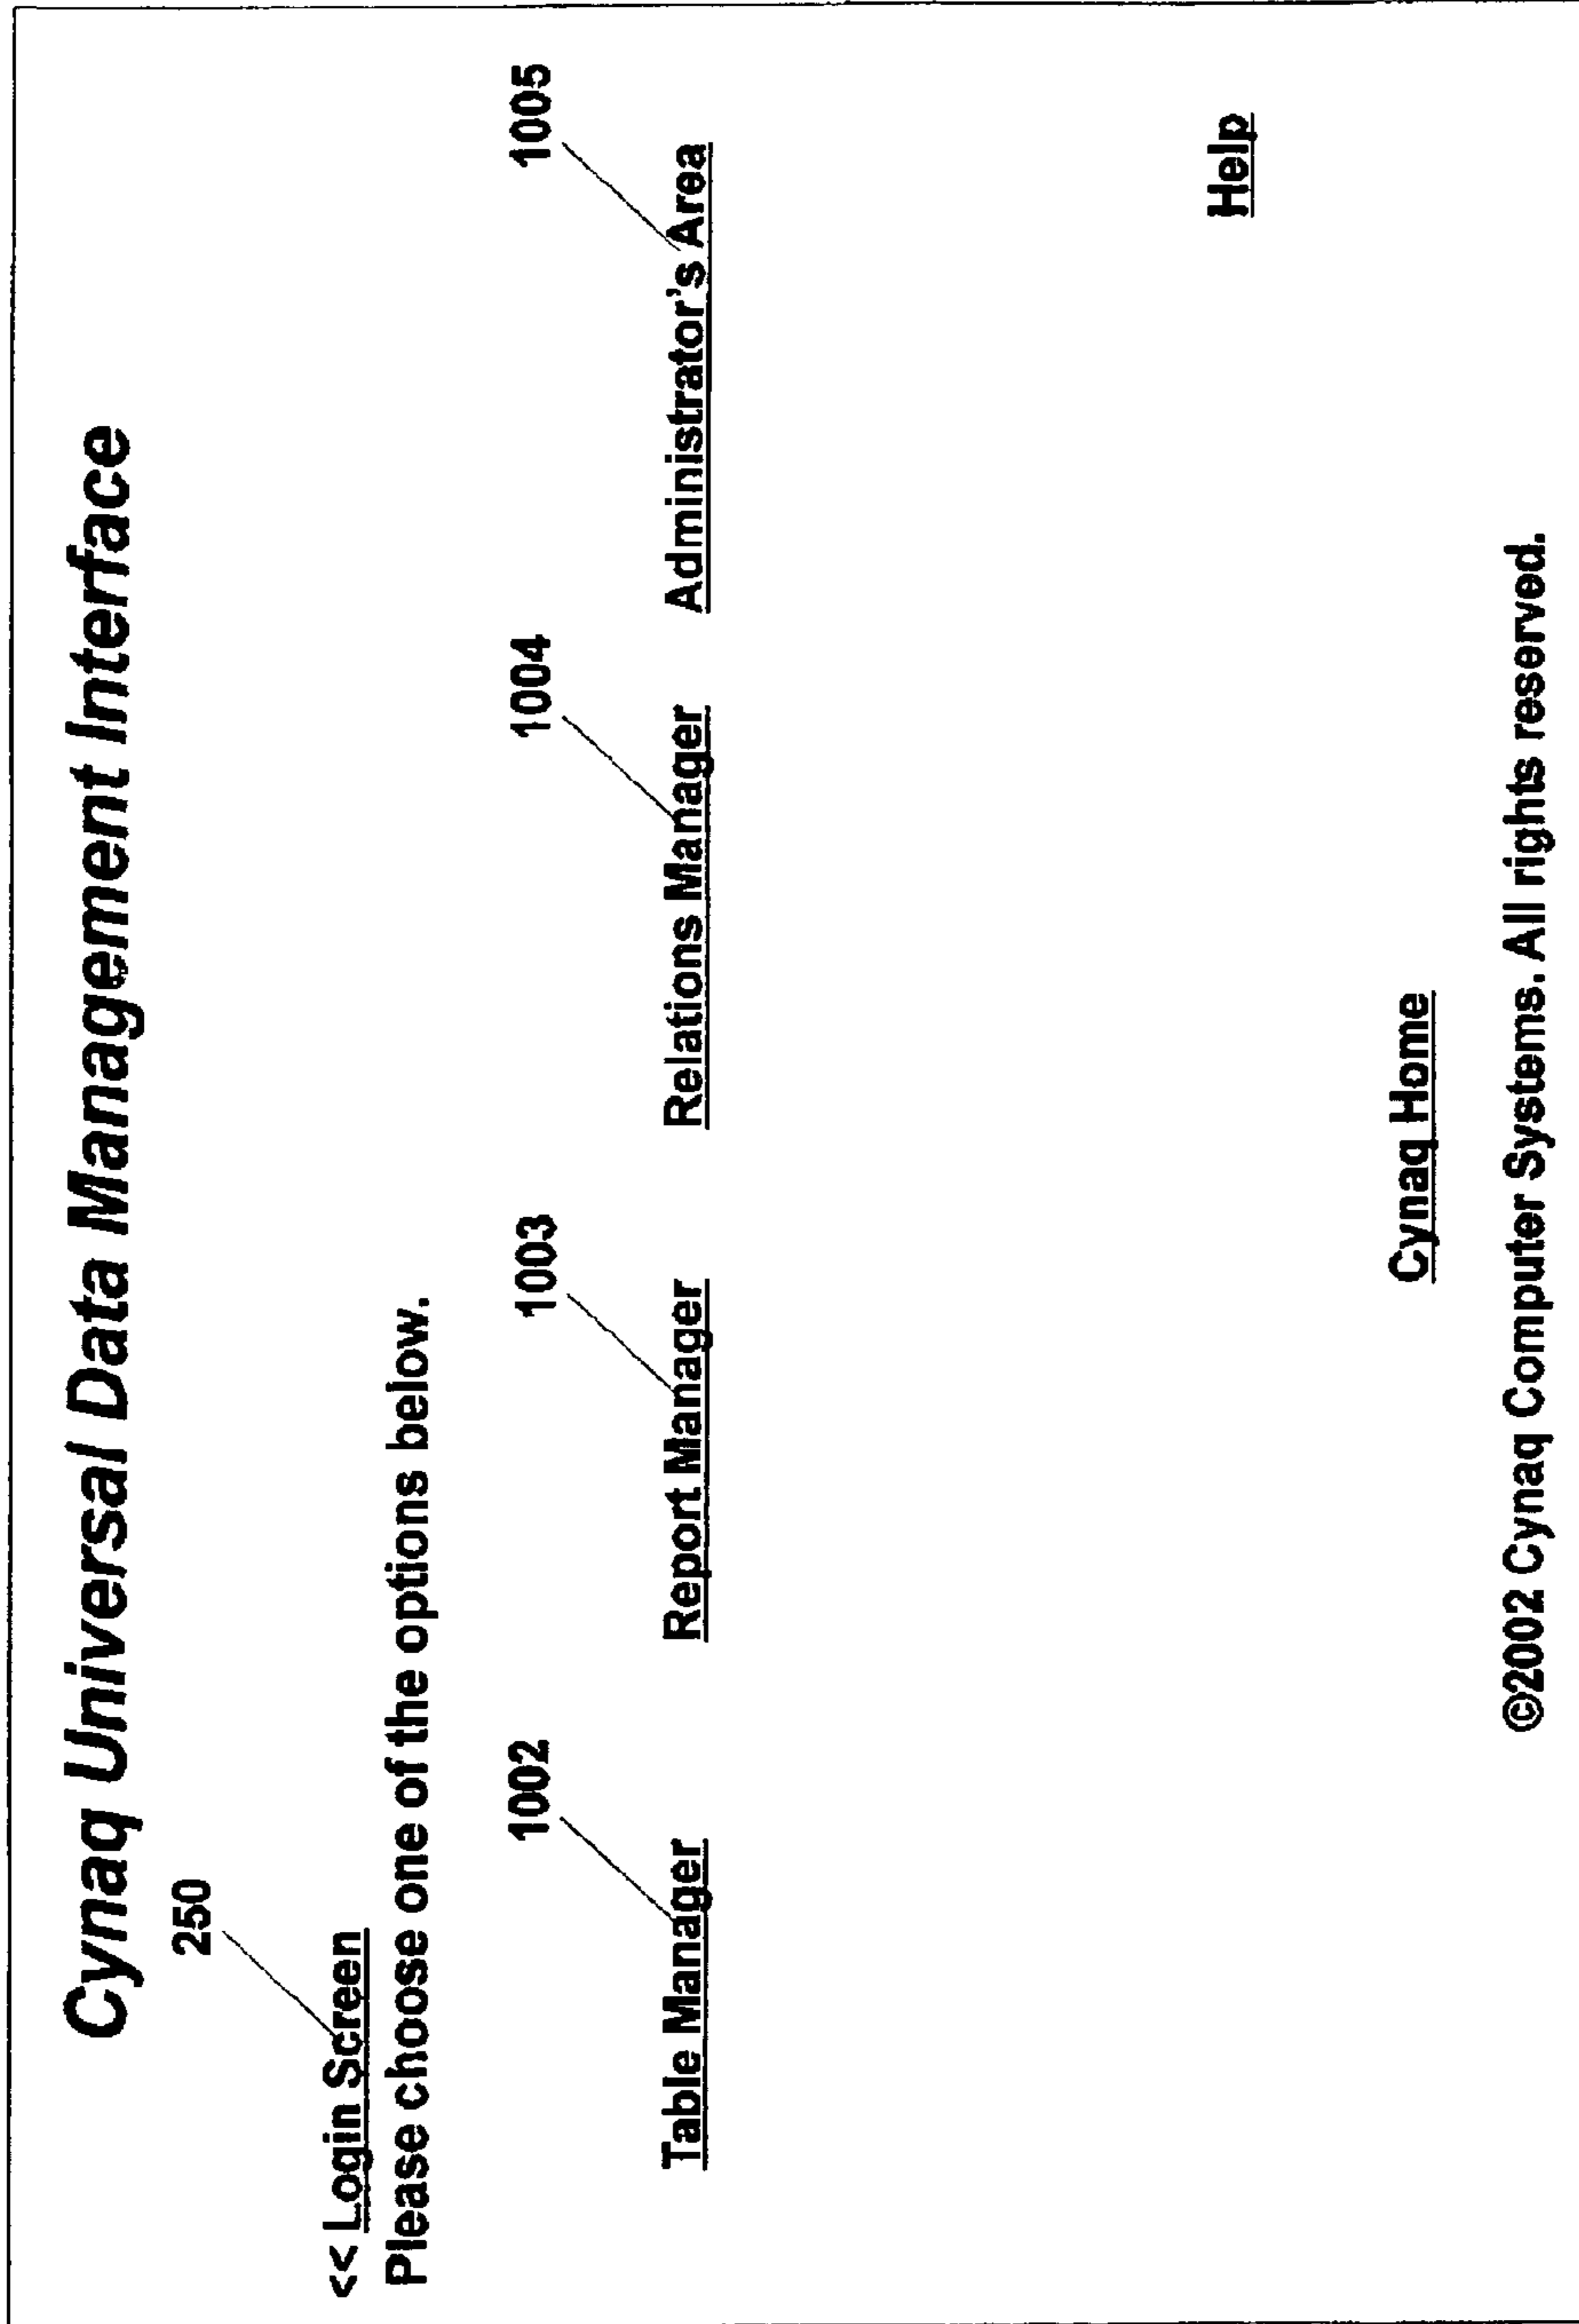 Cynaq Universal Data Management Interface
250
<< Login Screen
Please choose one of the options below.
1002 1003 1004 1005
Table Manager Report Manager Relations Manager Administrator's Area
Help
Cynaq Home
©2002 Cynaq Computer Systems. All rights reserved.